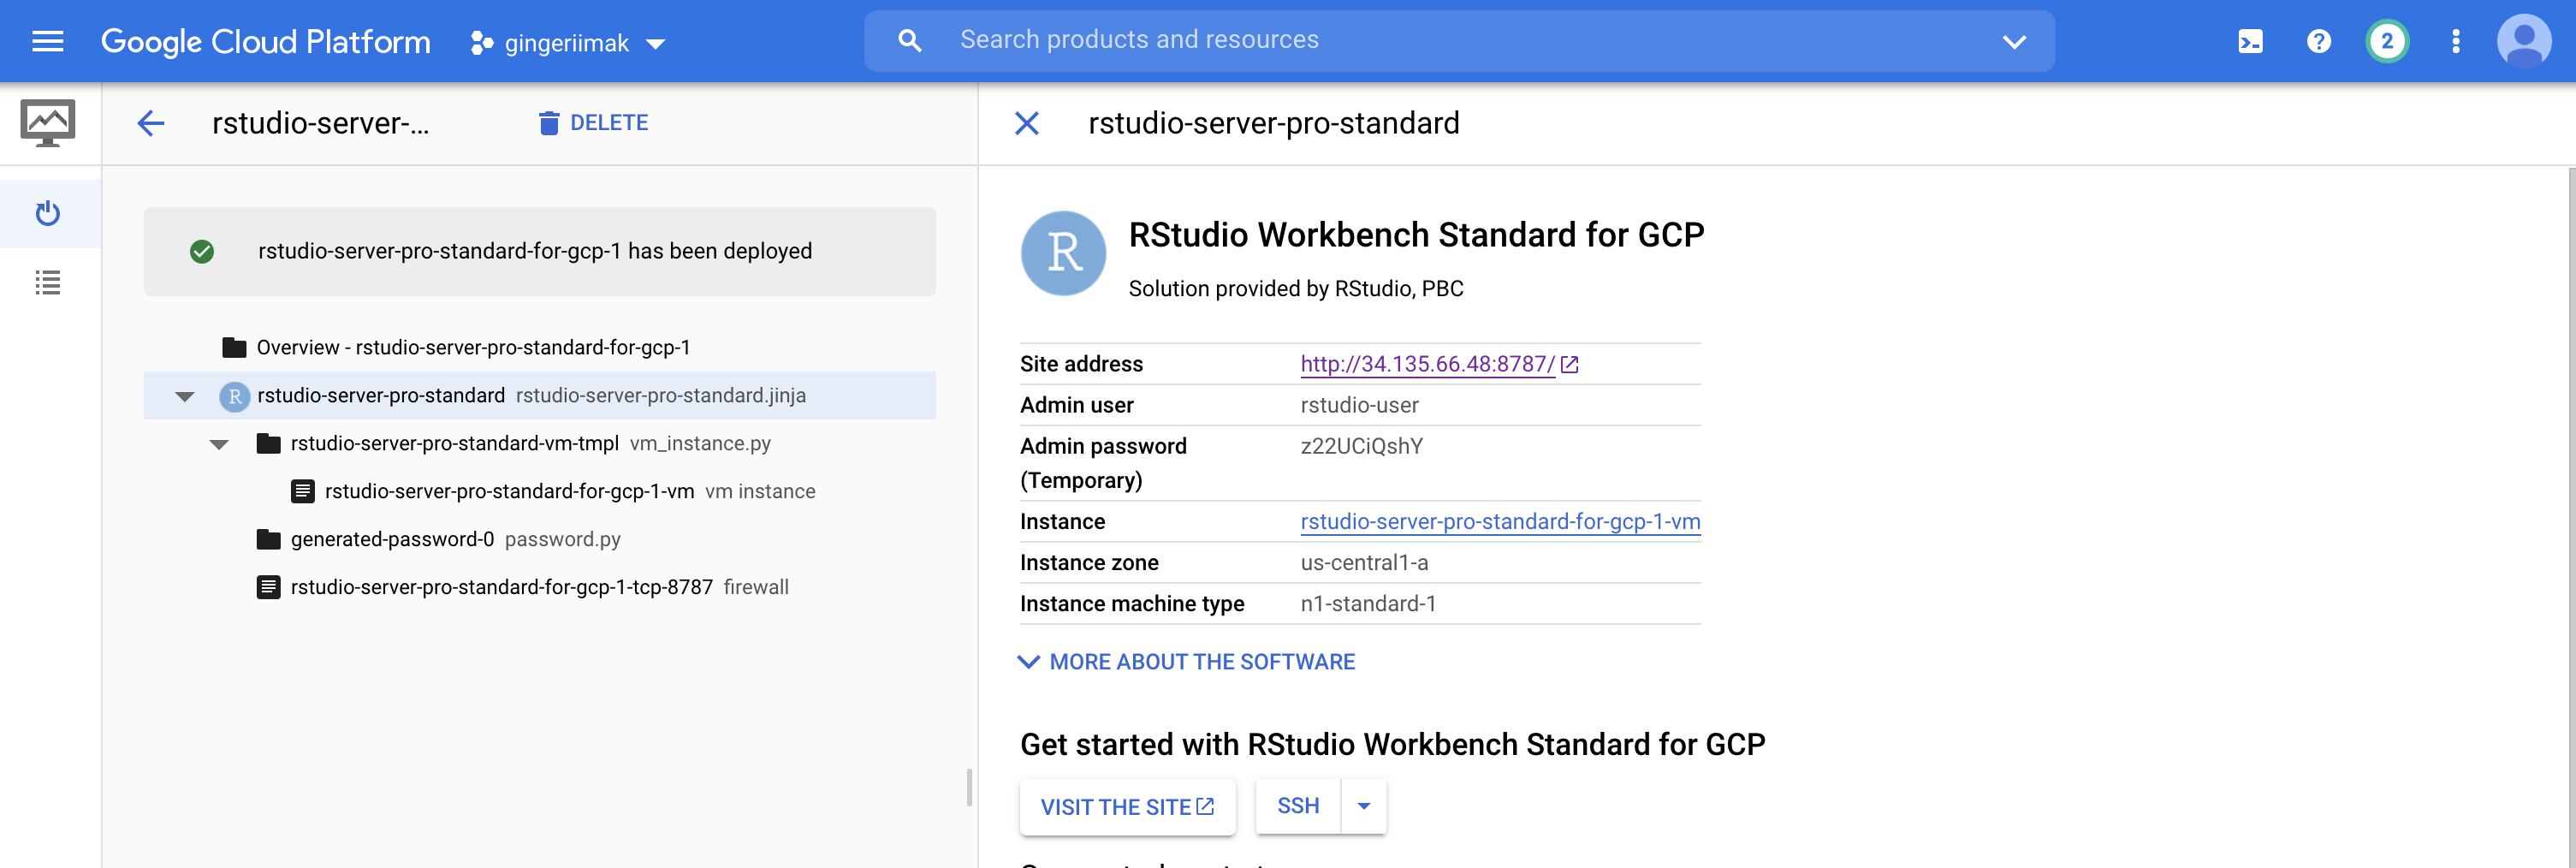 Google Cloud Platform
gingeriimak
Search products and resources
2
rstudio-server-...
DELETE
rstudio-server-pro-standard-for-gcp-1 has been deployed
Overview - rstudio-server-pro-standard-for-gcp-1
R rstudio-server-pro-standard rstudio-server-pro-standard.jinja
rstudio-server-pro-standard-vm-tmpl vm_instance.py
rstudio-server-pro-standard-for-gcp-1-vm vm instance
generated-password-0 password.py
rstudio-server-pro-standard-for-gcp-1-tcp-8787 firewall
rstudio-server-pro-standard
R
RStudio Workbench Standard for GCP
Solution provided by RStudio, PBC
Site address http://34.135.66.48:8787/
Admin user rstudio-user
Admin password z22UCiQshY
(Temporary)
Instance rstudio-server-pro-standard-for-gcp-1-vm
Instance zone us-central1-a
Instance machine type n1-standard-1
MORE ABOUT THE SOFTWARE
Get started with RStudio Workbench Standard for GCP
VISIT THE SITE SSH